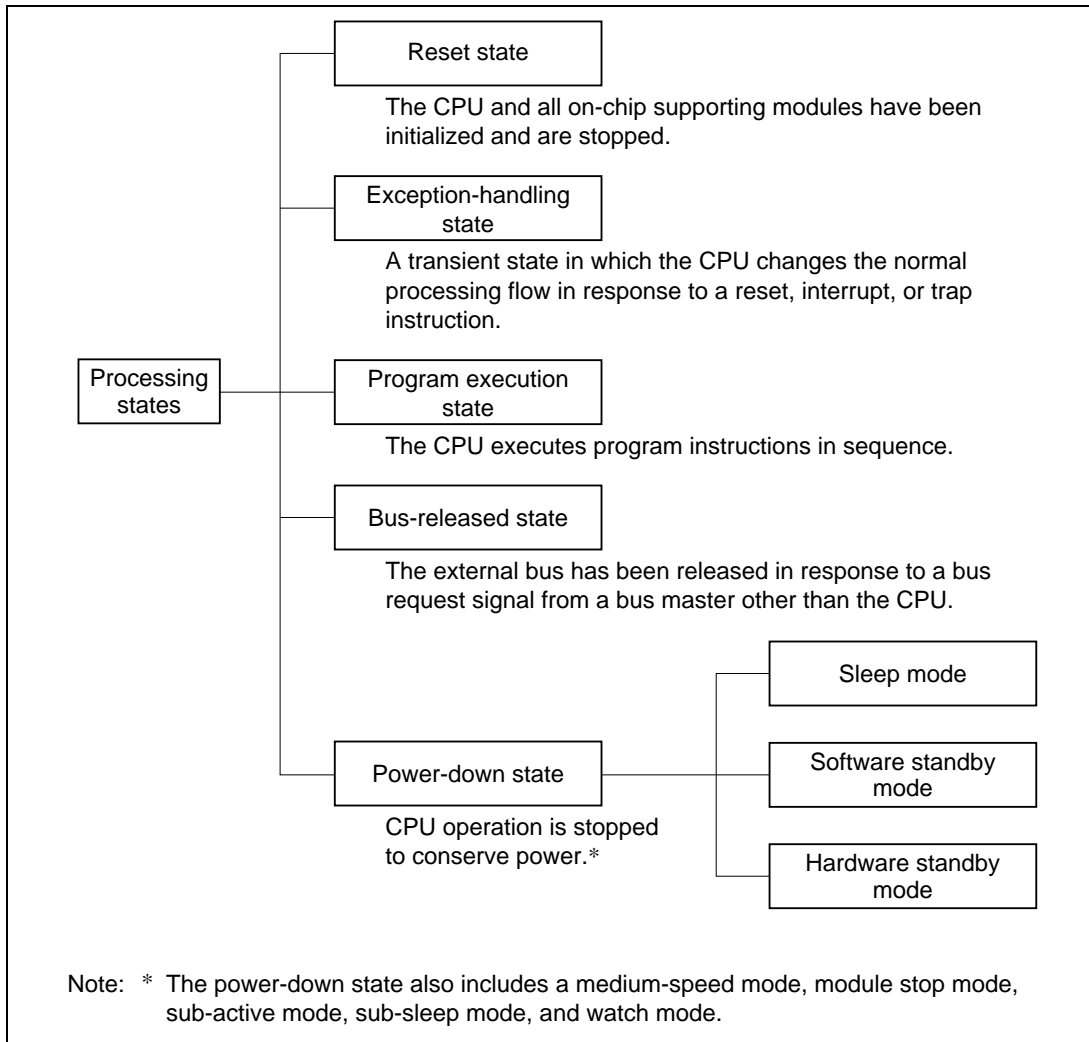 Reset state
The CPU and all on-chip supporting modules have been
initialized and are stopped.
Exception-handling
state
A transient state in which the CPU changes the normal
processing flow in response to a reset, interrupt, or trap
instruction.
Processing
states
Program execution
state
The CPU executes program instructions in sequence.
Bus-released state
The external bus has been released in response to a bus
request signal from a bus master other than the CPU.
Sleep mode
Power-down state
Software standby
mode
CPU operation is stopped
to conserve power.*
Hardware standby
mode
Note: * The power-down state also includes a medium-speed mode, module stop mode,
sub-active mode, sub-sleep mode, and watch mode.